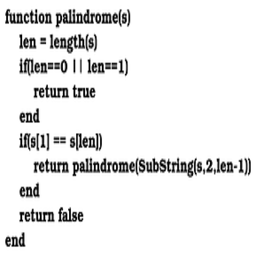 function palindrome(s)
len = length(s)
if(len==0 || len==1)
return true
end
if(s[1] == s[len])
return palindrome(SubString(s,2,len-1))
end
return false
end